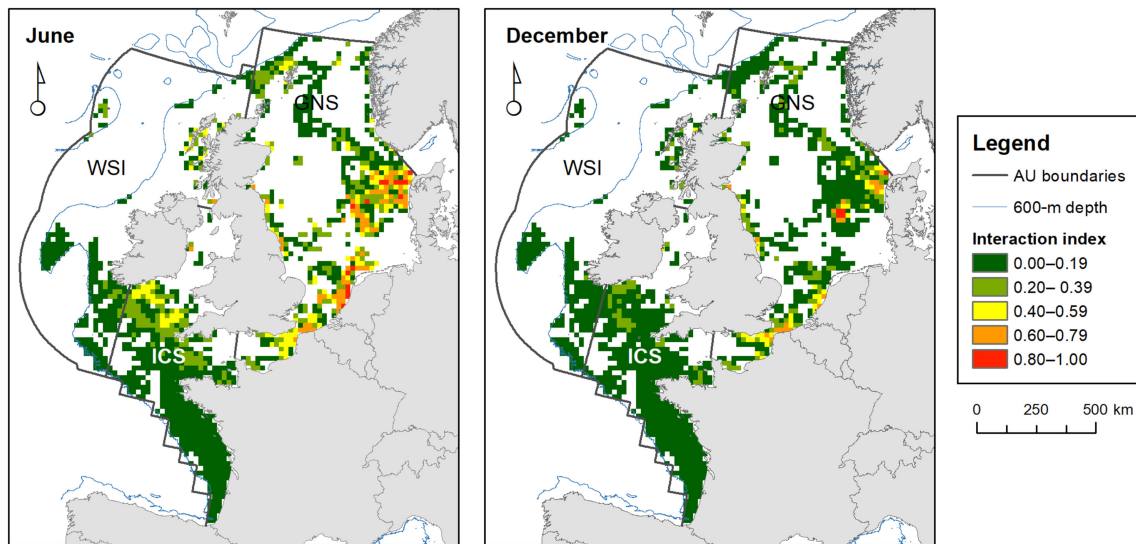 June
GNS
WSI
ICS
December
GNS
WSI
ICS
Legend
AU boundaries
600-m depth
Interaction index
0.00–0.19
0.20– 0.39
0.40–0.59
0.60–0.79
0.80–1.00
0 250 500 km